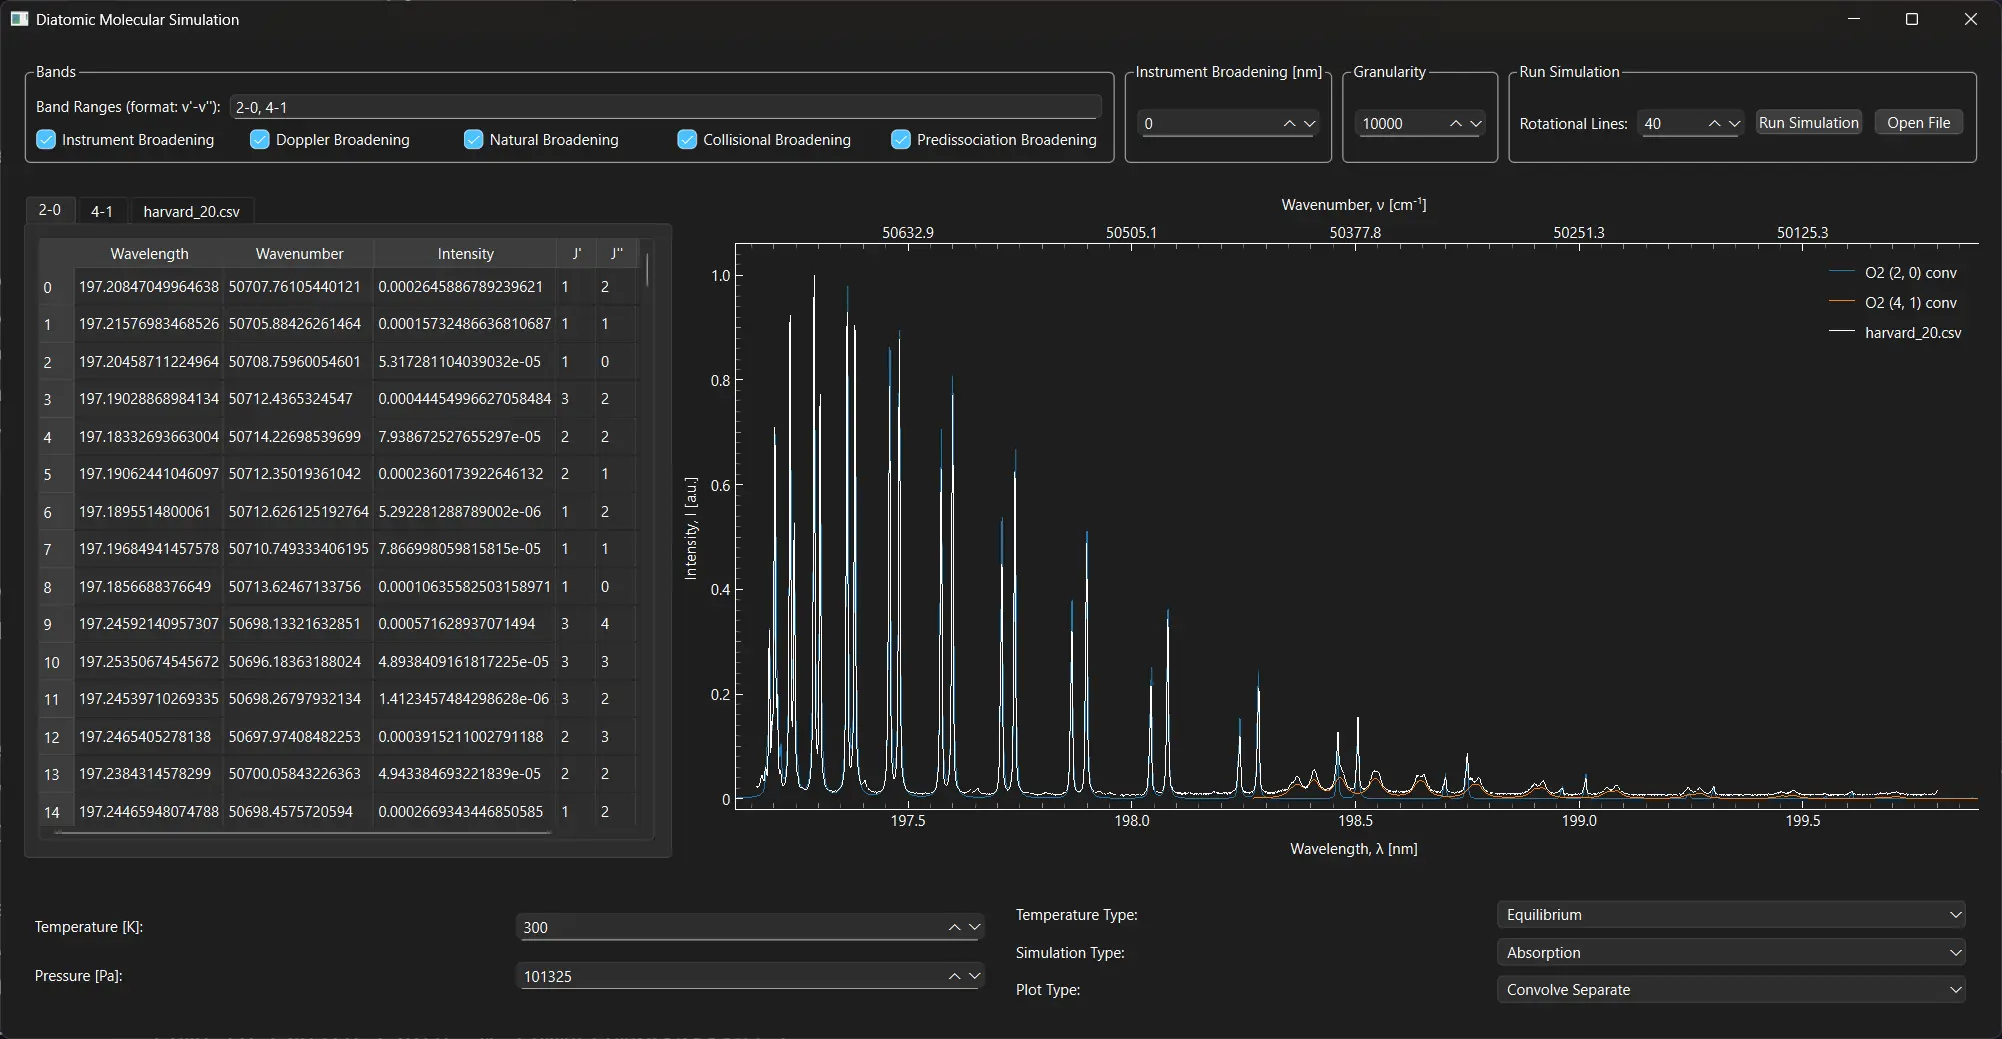 Diatomic Molecular Simulation
Bands
Band Ranges (format: v'-v''): 2-0, 4-1
Instrument Broadening Doppler Broadening Natural Broadening Collisional Broadening Predissociation Broadening
Instrument Broadening [nm]
0
Granularity
10000
Run Simulation
Rotational Lines: 40 Run Simulation Open File
2-0 4-1 harvard_20.csv
Wavelength Wavenumber Intensity J' J''
0 197.20847049964638 50707.76105440121 0.0002645886789239621 1 2
1 197.21576983468526 50705.88426261464 0.00015732486636810687 1 1
2 197.20458711224964 50708.75960054601 5.317281104039032e-05 1 0
3 197.19028868984134 50712.4365324547 0.00044454996627058484 3 2
4 197.18332693663004 50714.22698539699 7.938672527655297e-05 2 2
5 197.19062441046097 50712.35019361042 0.0002360173922646132 2 1
6 197.1895514800061 50712.626125192764 5.292281288789002e-06 1 2
7 197.19684941457578 50710.749333406195 7.866998059815815e-05 1 1
8 197.1856688376649 50713.62467133756 0.00010635582503158971 1 0
9 197.24592140957307 50698.13321632851 0.000571628937071494 3 4
10 197.25350674545672 50696.18363188024 4.8938409161817225e-05 3 3
11 197.24539710269335 50698.26797932134 1.4123457484298628e-06 3 2
12 197.2465405278138 50697.97408482253 0.0003915211002791188 2 3
13 197.2384314578299 50700.05843226363 4.943384693221839e-05 2 2
14 197.24465948074788 50698.4575720594 0.0002669343446850585 1 2
Wavenumber, ν [cm⁻¹]
50632.9 50505.1 50377.8 50251.3 50125.3
O2 (2, 0) conv
O2 (4, 1) conv
harvard_20.csv
Intensity, I [a.u.]
1.0
0.8
0.6
0.4
0.2
0
197.5 198.0 198.5 199.0 199.5
Wavelength, λ [nm]
Temperature [K]: 300
Pressure [Pa]: 101325
Temperature Type: Equilibrium
Simulation Type: Absorption
Plot Type: Convolve Separate